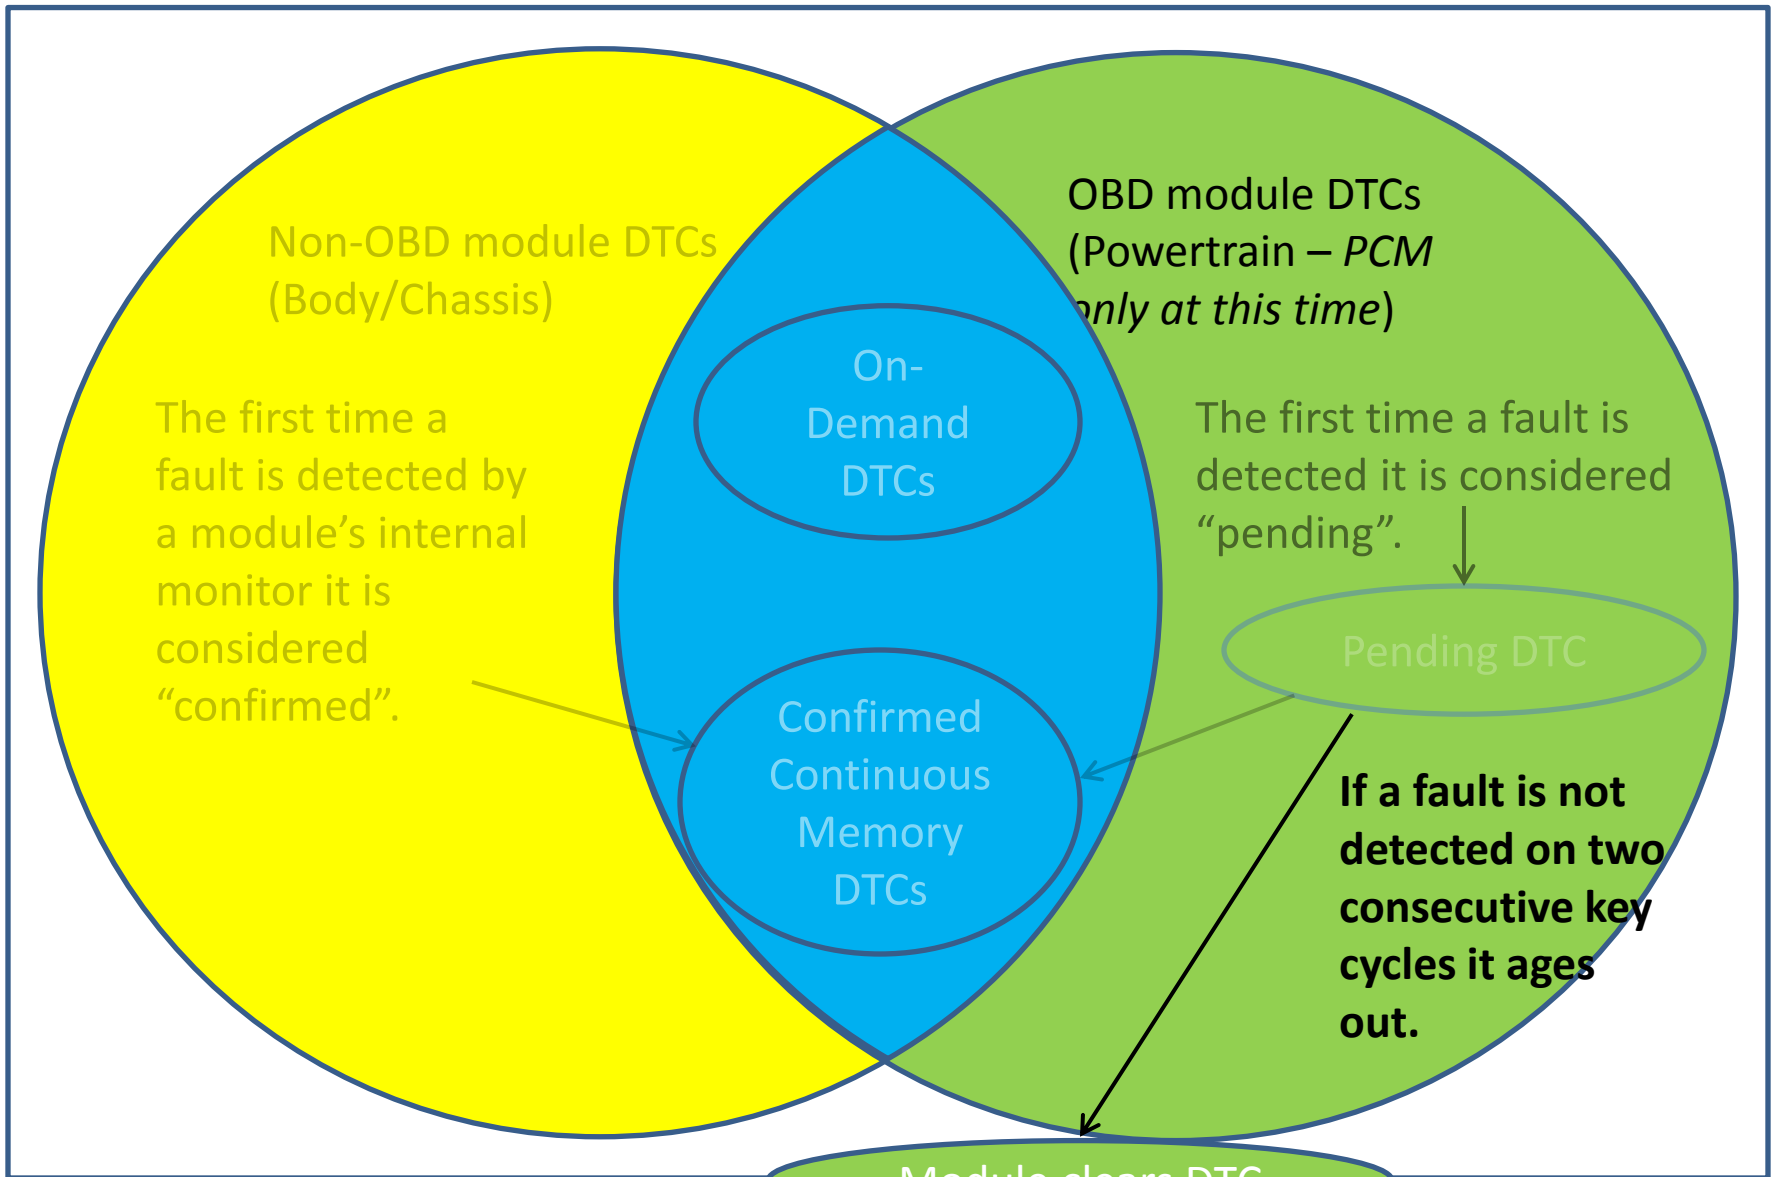 Non-OBD module DTCs
(Body/Chassis)
The first time a
fault is detected by
a module’s internal
monitor it is
considered
“confirmed”.
On-
Demand
DTCs
Confirmed
Continuous
Memory
DTCs
OBD module DTCs
(Powertrain – PCM
only at this time)
The first time a fault is
detected it is considered
“pending”.
Pending DTC
If a fault is not
detected on two
consecutive key
cycles it ages
out.
Module clears DTC